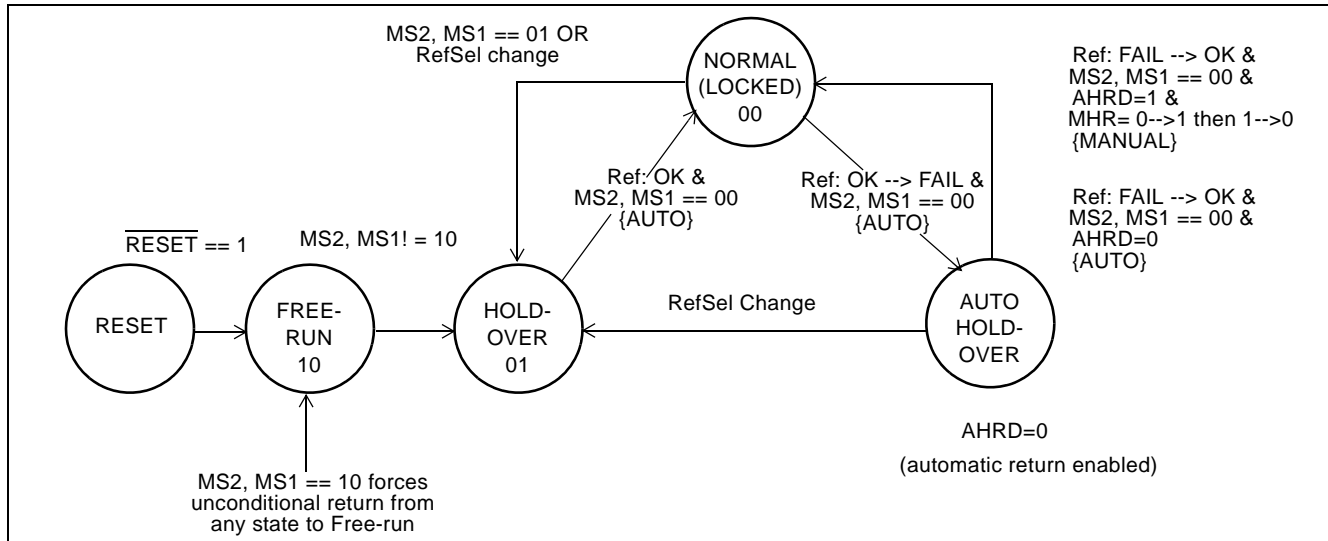 MS2, MS1 == 01 OR
RefSel change
NORMAL
(LOCKED)
00
Ref: FAIL --> OK &
MS2, MS1 == 00 &
AHRD=1 &
MHR= 0-->1 then 1-->0
{MANUAL}
Ref: OK &
MS2, MS1 == 00
{AUTO}
Ref: OK --> FAIL &
MS2, MS1 == 00
{AUTO}
Ref: FAIL --> OK &
MS2, MS1 == 00 &
AHRD=0
{AUTO}
RESET == 1
MS2, MS1! = 10
RESET
FREE-
RUN
10
HOLD-
OVER
01
RefSel Change
AUTO
HOLD-
OVER
AHRD=0
(automatic return enabled)
MS2, MS1 == 10 forces
unconditional return from
any state to Free-run